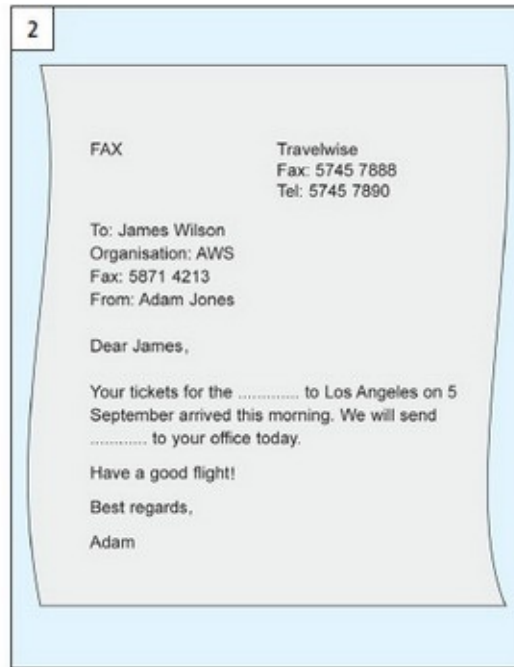 2
FAX
Travelwise
Fax: 5745 7888
Tel: 5745 7890
To: James Wilson
Organisation: AWS
Fax: 5871 4213
From: Adam Jones
Dear James,
Your tickets for the ............. to Los Angeles on 5
September arrived this morning. We will send
............ to your office today.
Have a good flight!
Best regards,
Adam